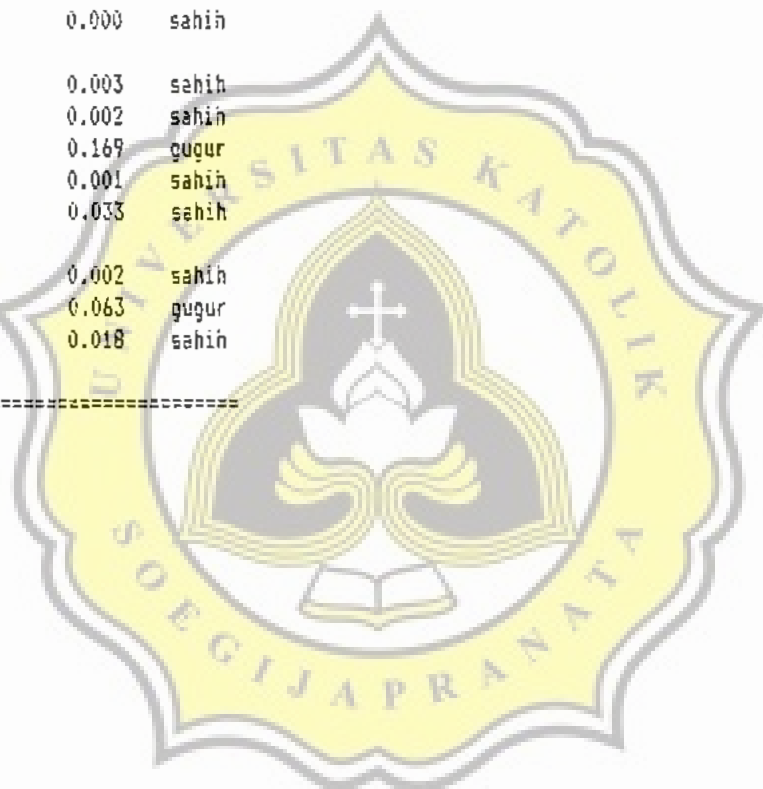 0.000 sahih
0.003 sahih
0.002 sahih
0.169 gugur
0.001 sahih
0.033 sahih
0.002 sahih
0.063 gugur
0.018 sahih
======================
UNIVERSITAS KATOLIK
SOEGIJAPRANATA